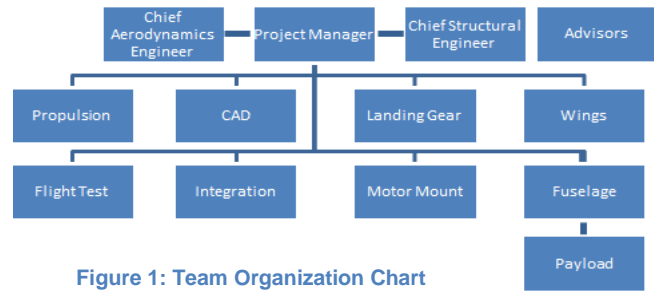 Chief
Aerodynamics
Engineer
Project Manager
Chief Structural
Engineer
Advisors
Propulsion
CAD
Landing Gear
Wings
Flight Test
Integration
Motor Mount
Fuselage
Payload
Figure 1: Team Organization Chart